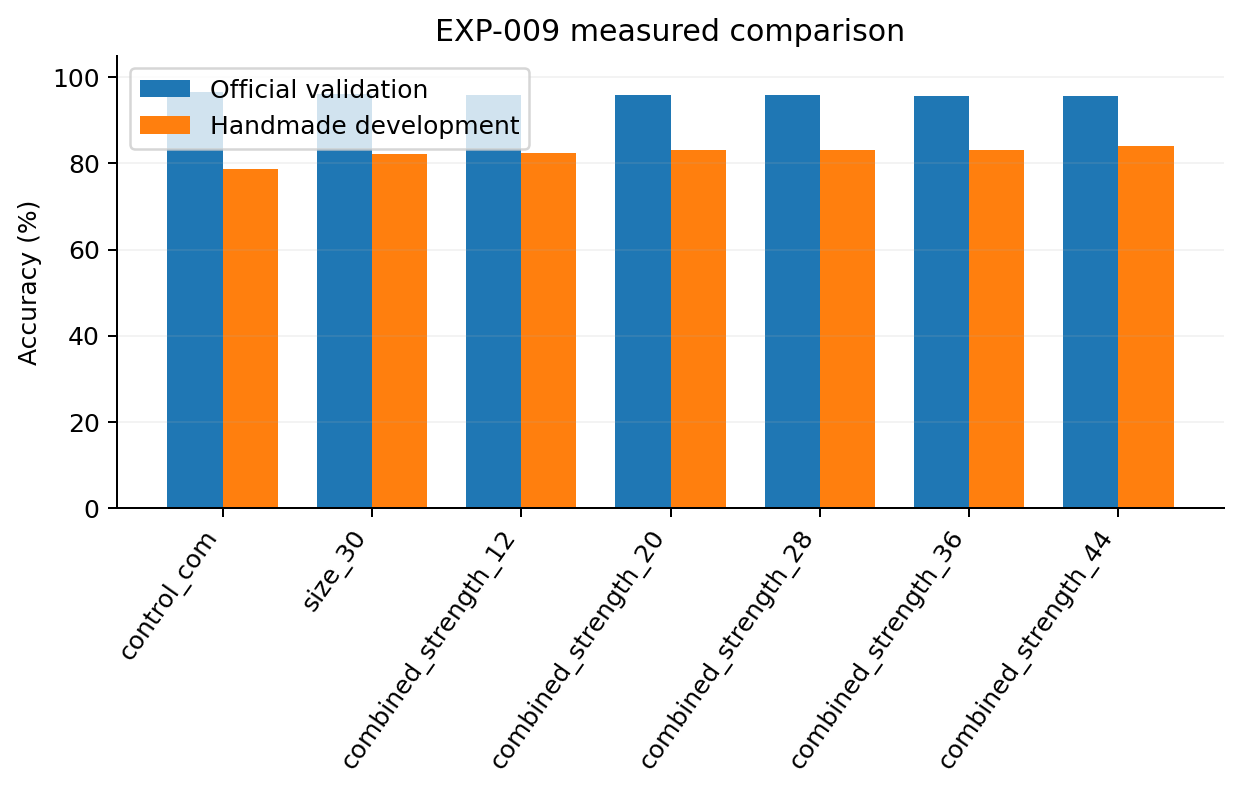 EXP-009 measured comparison
Official validation
Handmade development
Accuracy (%)
100
80
60
40
20
0
control_com
size_30
combined_strength_12
combined_strength_20
combined_strength_28
combined_strength_36
combined_strength_44